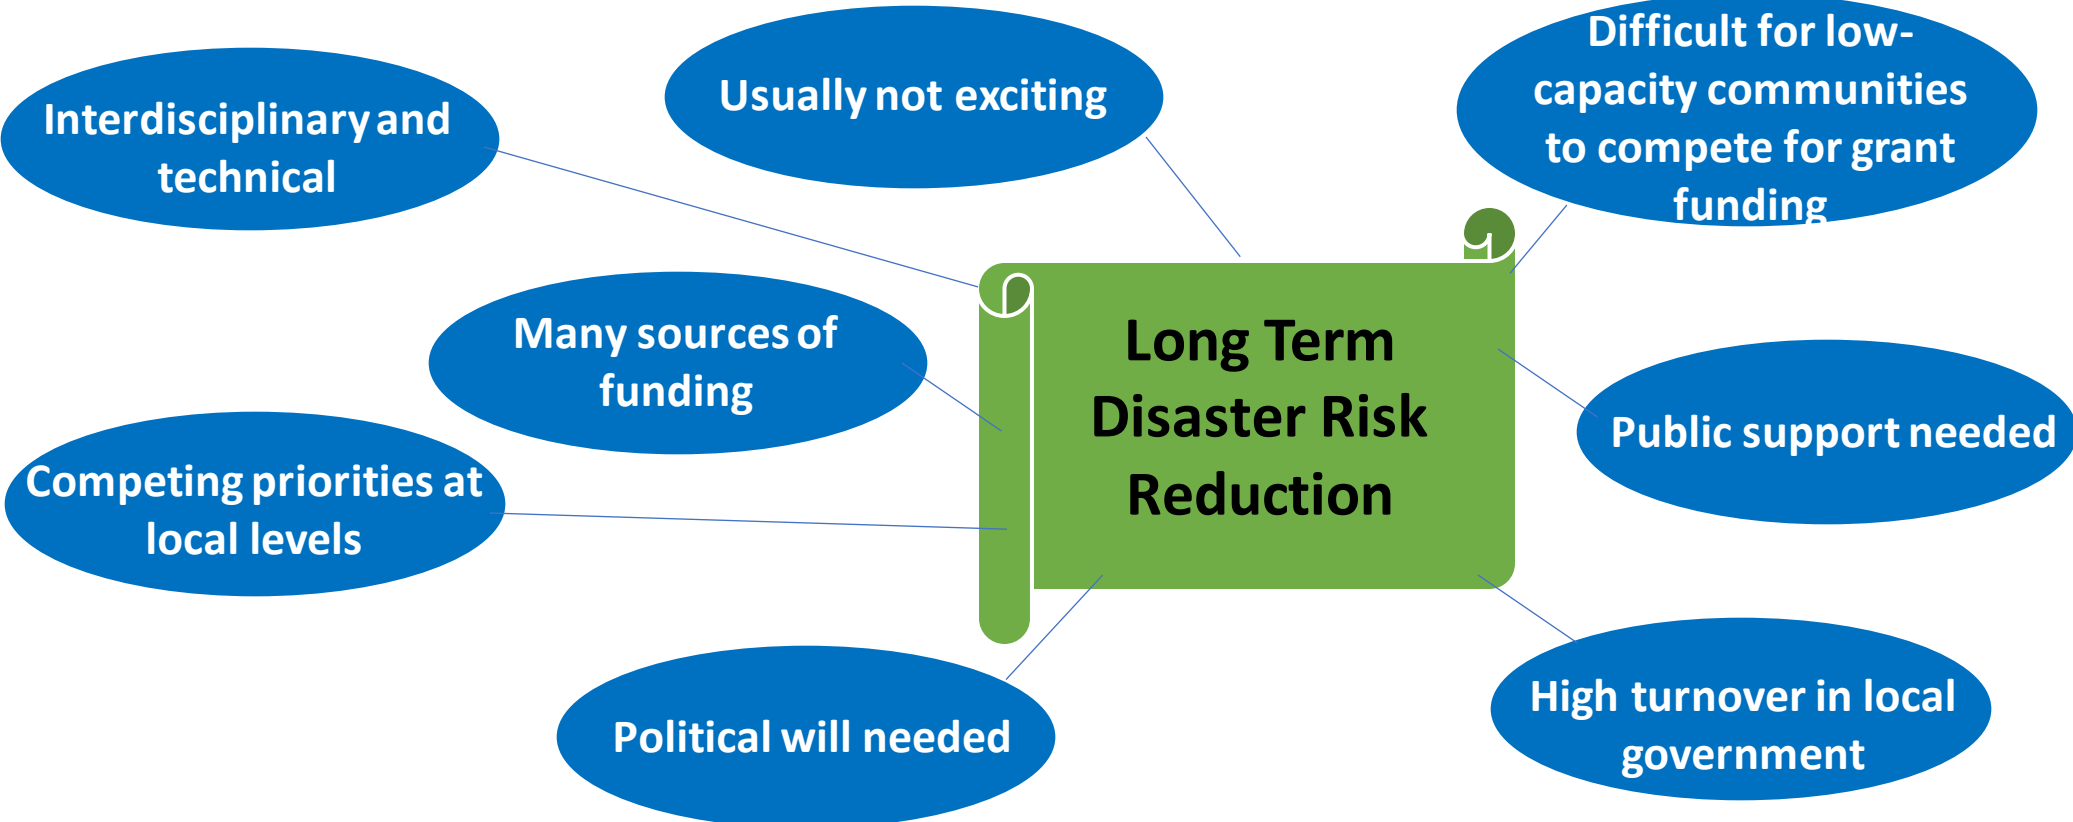 Interdisciplinary and
technical
Usually not exciting
Difficult for low-
capacity communities
to compete for grant
funding
Many sources of
funding
Long Term
Disaster Risk
Reduction
Public support needed
Competing priorities at
local levels
Political will needed
High turnover in local
government